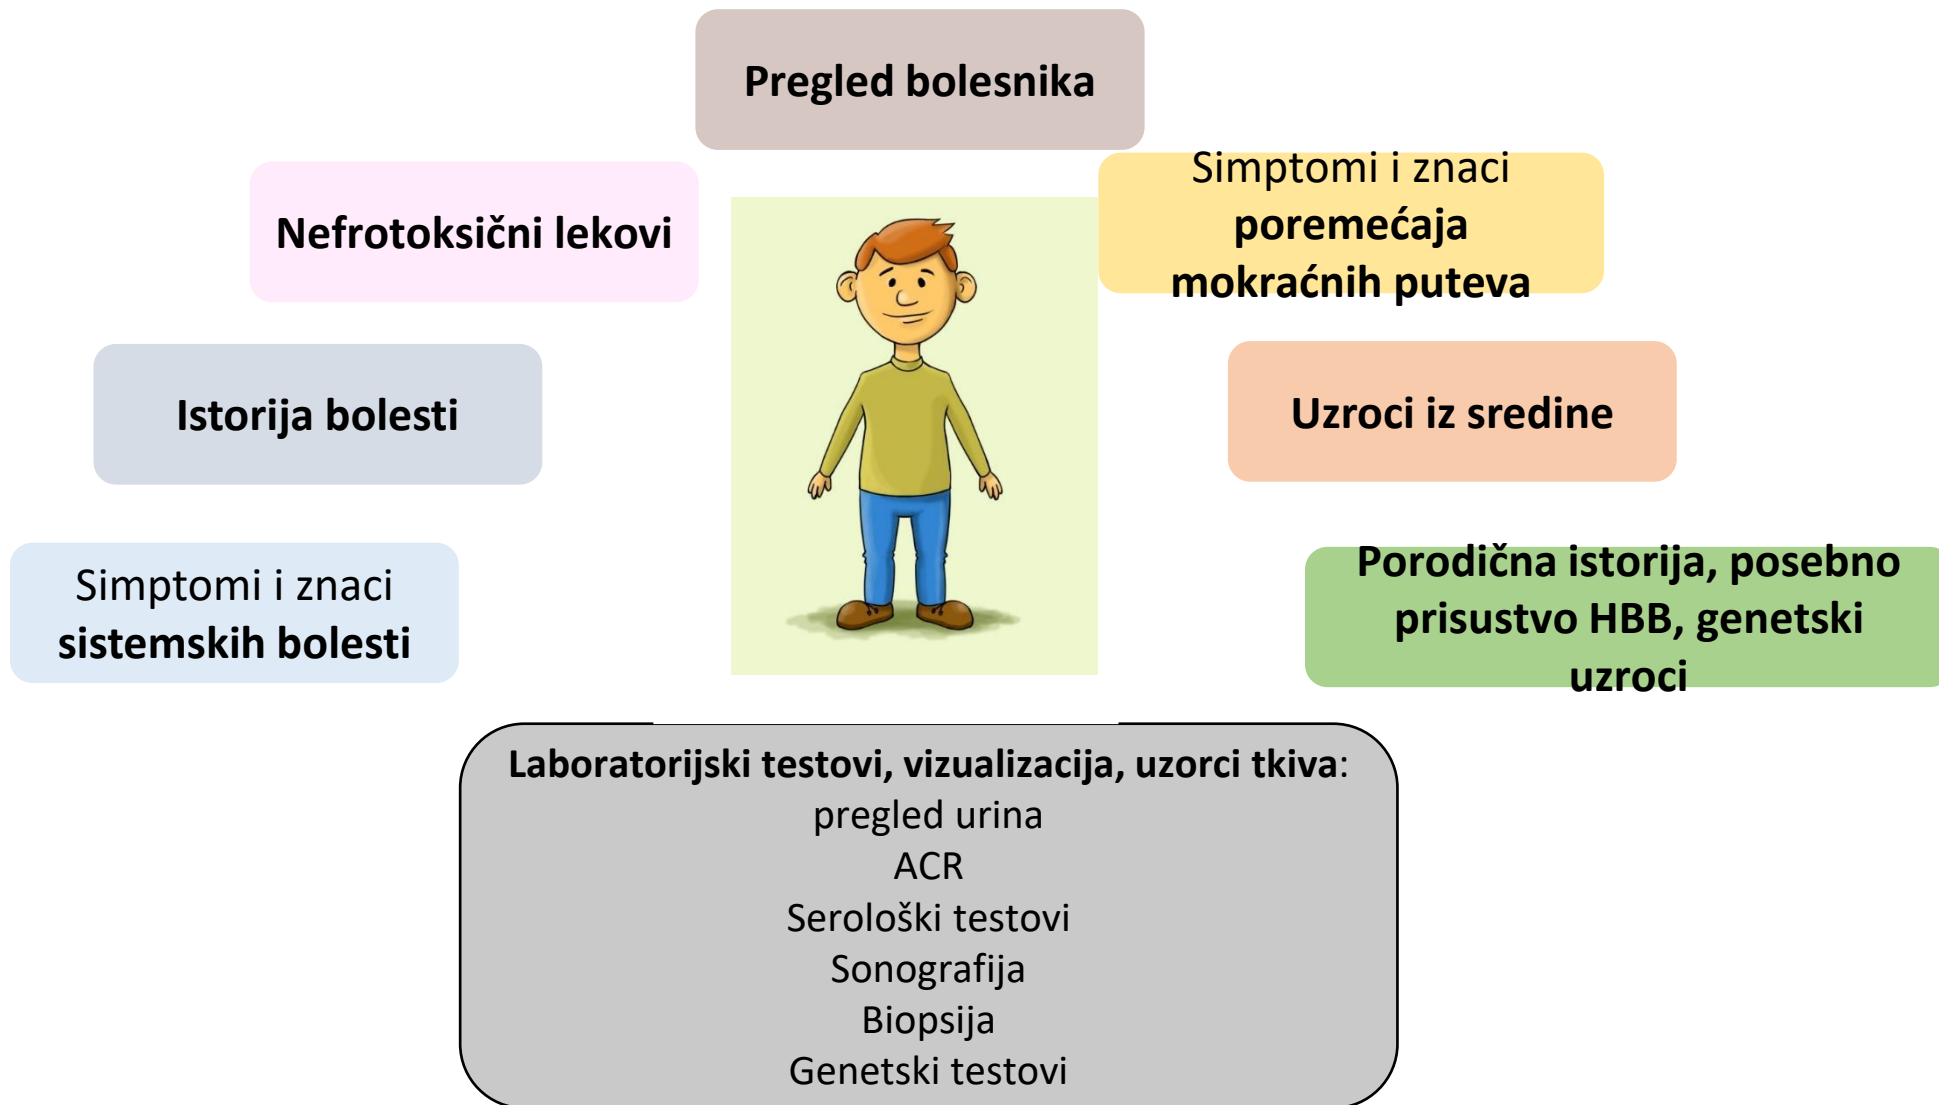 Pregled bolesnika
Nefrotoksični lekovi
Simptomi i znaci
poremećaja
mokraćnih puteva
Istorija bolesti
Uzroci iz sredine
Simptomi i znaci
sistemskih bolesti
Porodična istorija, posebno
prisustvo HBB, genetski
uzroci
Laboratorijski testovi, vizualizacija, uzorci tkiva:
pregled urina
ACR
Serološki testovi
Sonografija
Biopsija
Genetski testovi